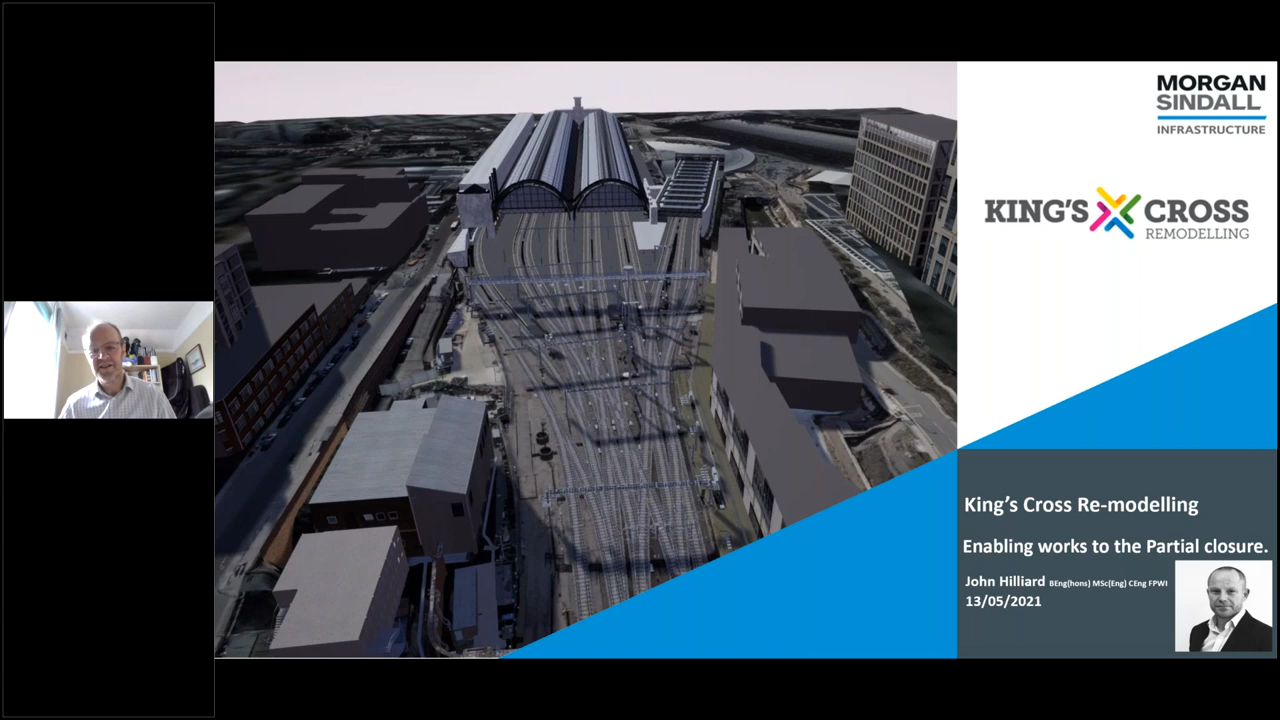 MORGAN
SINDALL
INFRASTRUCTURE
KING'S CROSS
REMODELLING
King's Cross Re-modelling
Enabling works to the Partial closure.
John Hilliard BEng(hons) MSc(Eng) CEng FPWI
13/05/2021